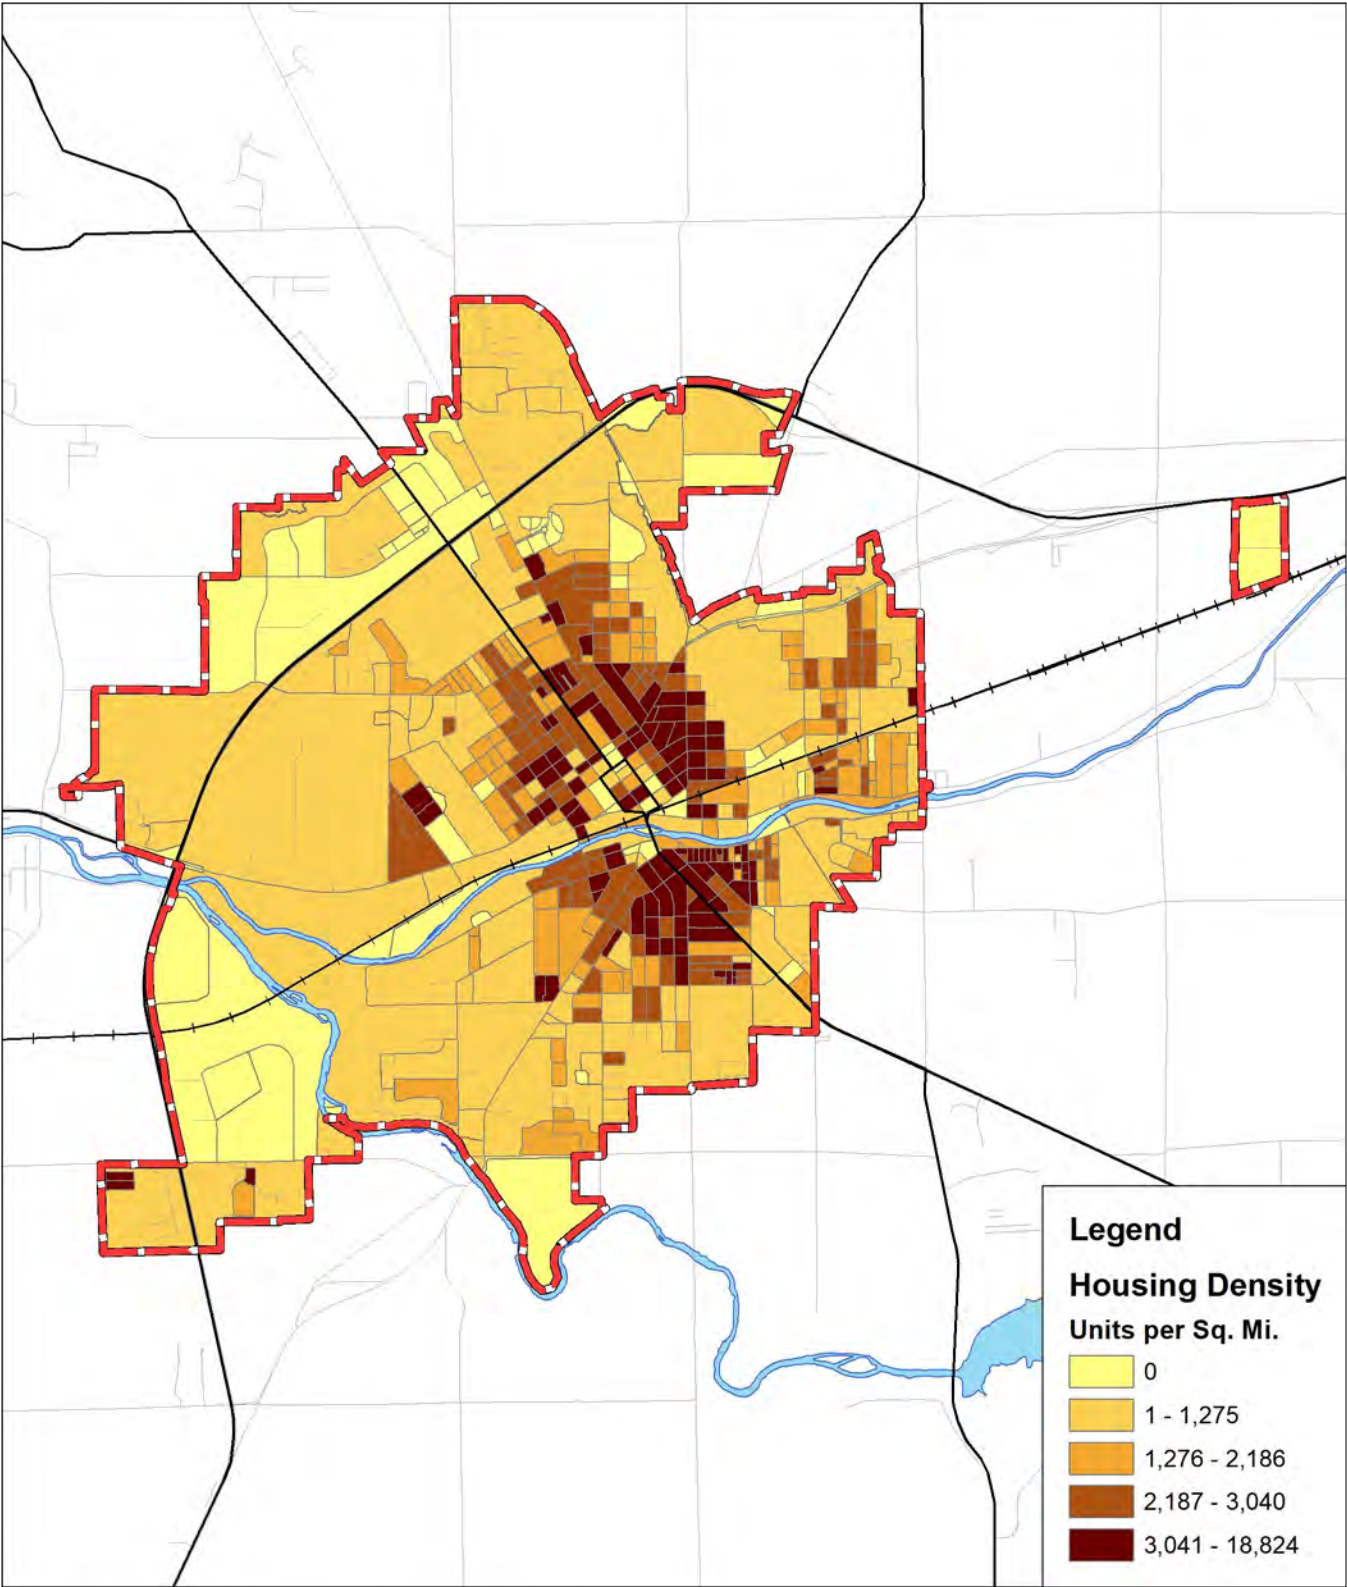 Legend
Housing Density
Units per Sq. Mi.
0
1 - 1,275
1,276 - 2,186
2,187 - 3,040
3,041 - 18,824